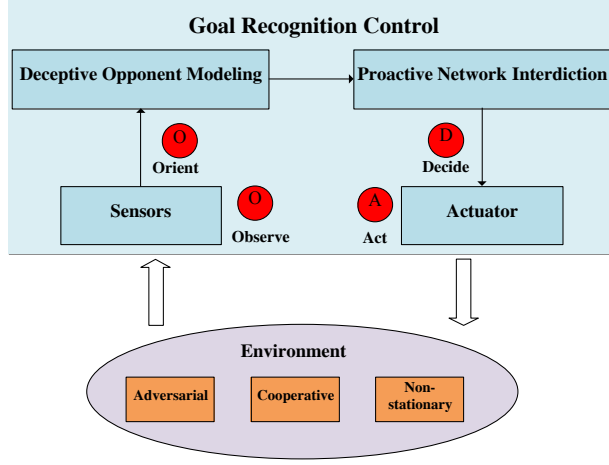 Goal Recognition Control
Deceptive Opponent Modeling
Proactive Network Interdiction
O
Orient
D
Decide
Sensors
O
Observe
A
Act
Actuator
Environment
Adversarial
Cooperative
Non-
stationary